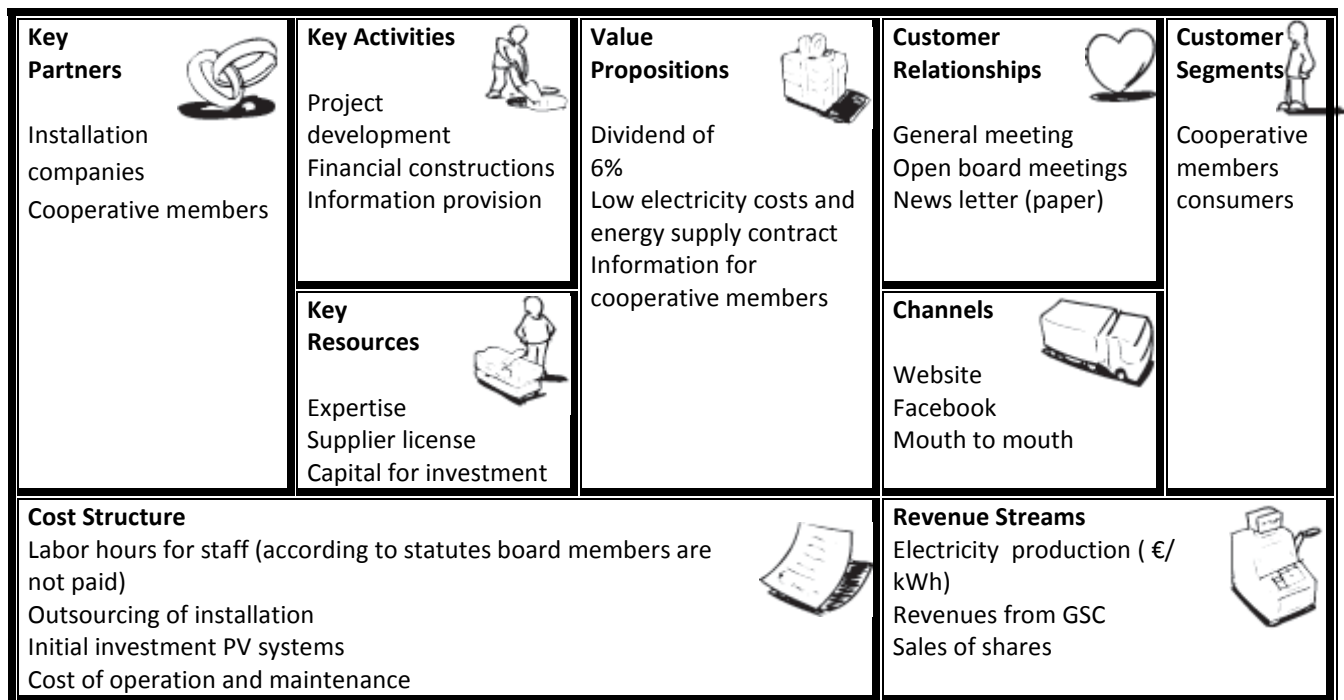 Key
Partners
Installation
companies
Cooperative members
Key Activities
Project
development
Financial constructions
Information provision
Key
Resources
Expertise
Supplier license
Capital for investment
Value
Propositions
Dividend of
6%
Low electricity costs and
energy supply contract
Information for
cooperative members
Customer
Relationships
General meeting
Open board meetings
News letter (paper)
Channels
Website
Facebook
Mouth to mouth
Customer
Segments
Cooperative
members
consumers
Cost Structure
Labor hours for staff (according to statutes board members are
not paid)
Outsourcing of installation
Initial investment PV systems
Cost of operation and maintenance
Revenue Streams
Electricity production ( €/
kWh)
Revenues from GSC
Sales of shares